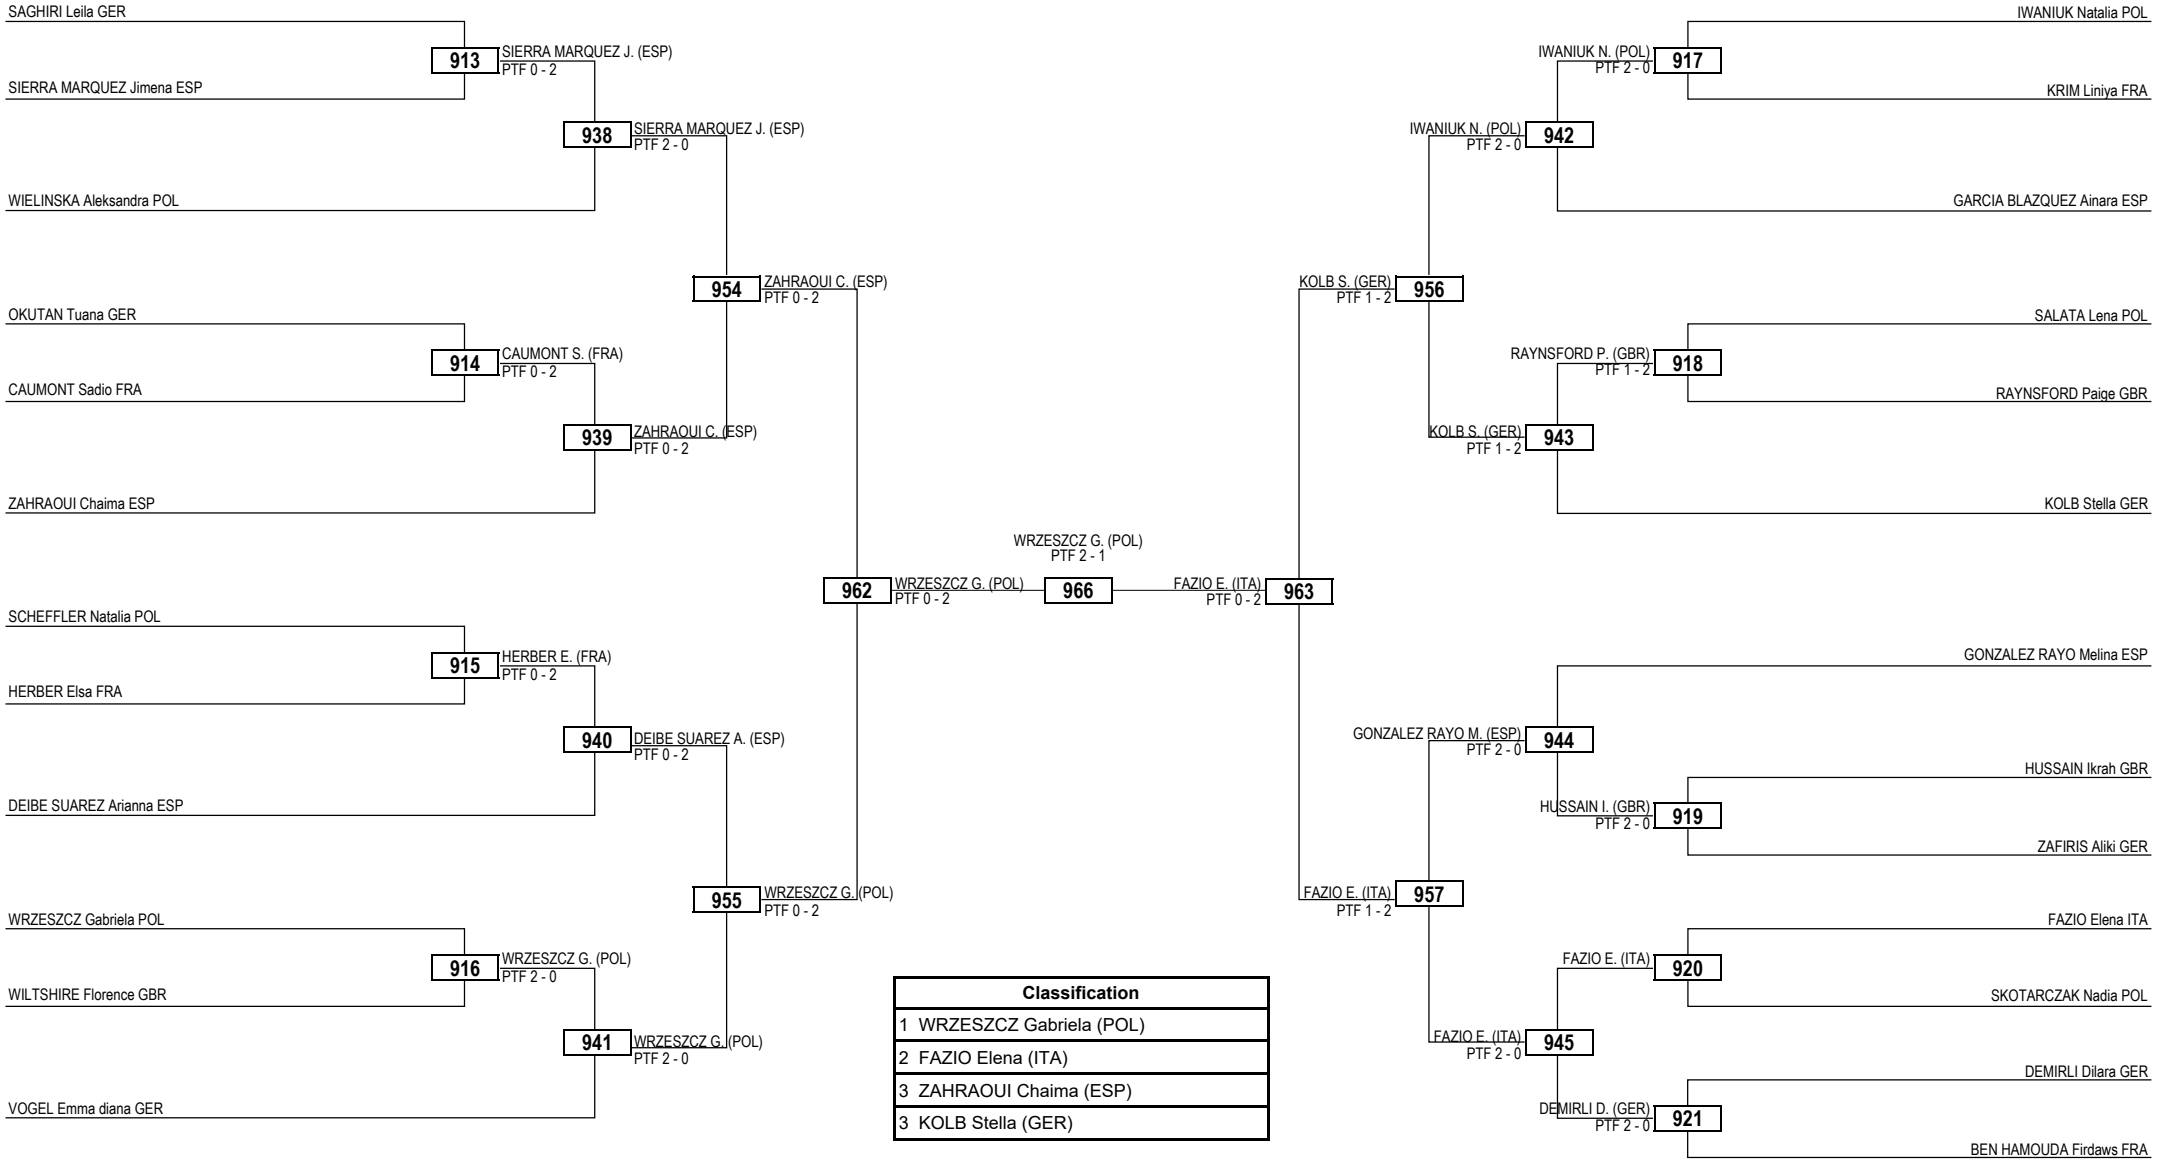 SAGHIRI Leila GER
913
SIERRA MARQUEZ J. (ESP)
PTF 0 - 2
SIERRA MARQUEZ Jimena ESP
938
SIERRA MARQUEZ J. (ESP)
PTF 2 - 0
WIELINSKA Aleksandra POL
954
ZAHRAOUI C. (ESP)
PTF 0 - 2
OKUTAN Tuana GER
914
CAUMONT S. (FRA)
PTF 0 - 2
CAUMONT Sadio FRA
939
ZAHRAOUI C. (ESP)
PTF 0 - 2
ZAHRAOUI Chaima ESP
962
WRZESZCZ G. (POL)
PTF 0 - 2
SCHEFFLER Natalia POL
915
HERBER E. (FRA)
PTF 0 - 2
HERBER Elsa FRA
940
DEIBE SUAREZ A. (ESP)
PTF 0 - 2
DEIBE SUAREZ Arianna ESP
955
WRZESZCZ G. (POL)
PTF 0 - 2
WRZESZCZ Gabriela POL
916
WRZESZCZ G. (POL)
PTF 2 - 0
WILTSHIRE Florence GBR
941
WRZESZCZ G. (POL)
PTF 2 - 0
VOGEL Emma diana GER
WRZESZCZ G. (POL)
PTF 2 - 1
966
IWANIUK Natalia POL
IWANIUK N. (POL)
PTF 2 - 0
917
KRIM Liniya FRA
IWANIUK N. (POL)
PTF 2 - 0
942
GARCIA BLAZQUEZ Ainara ESP
KOLB S. (GER)
PTF 1 - 2
956
SALATA Lena POL
RAYNSFORD P. (GBR)
PTF 1 - 2
918
RAYNSFORD Paige GBR
KOLB S. (GER)
PTF 1 - 2
943
KOLB Stella GER
FAZIO E. (ITA)
PTF 0 - 2
963
GONZALEZ RAYO Melina ESP
GONZALEZ RAYO M. (ESP)
PTF 2 - 0
944
HUSSAIN Ikrah GBR
HUSSAIN I. (GBR)
PTF 2 - 0
919
ZAFIRIS Aliki GER
FAZIO E. (ITA)
PTF 1 - 2
957
FAZIO Elena ITA
FAZIO E. (ITA)
920
SKOTARCZAK Nadia POL
FAZIO E. (ITA)
PTF 2 - 0
945
DEMIRLI Dilara GER
DEMIRLI D. (GER)
PTF 2 - 0
921
BEN HAMOUDA Firdaws FRA
Classification
1 WRZESZCZ Gabriela (POL)
2 FAZIO Elena (ITA)
3 ZAHRAOUI Chaima (ESP)
3 KOLB Stella (GER)